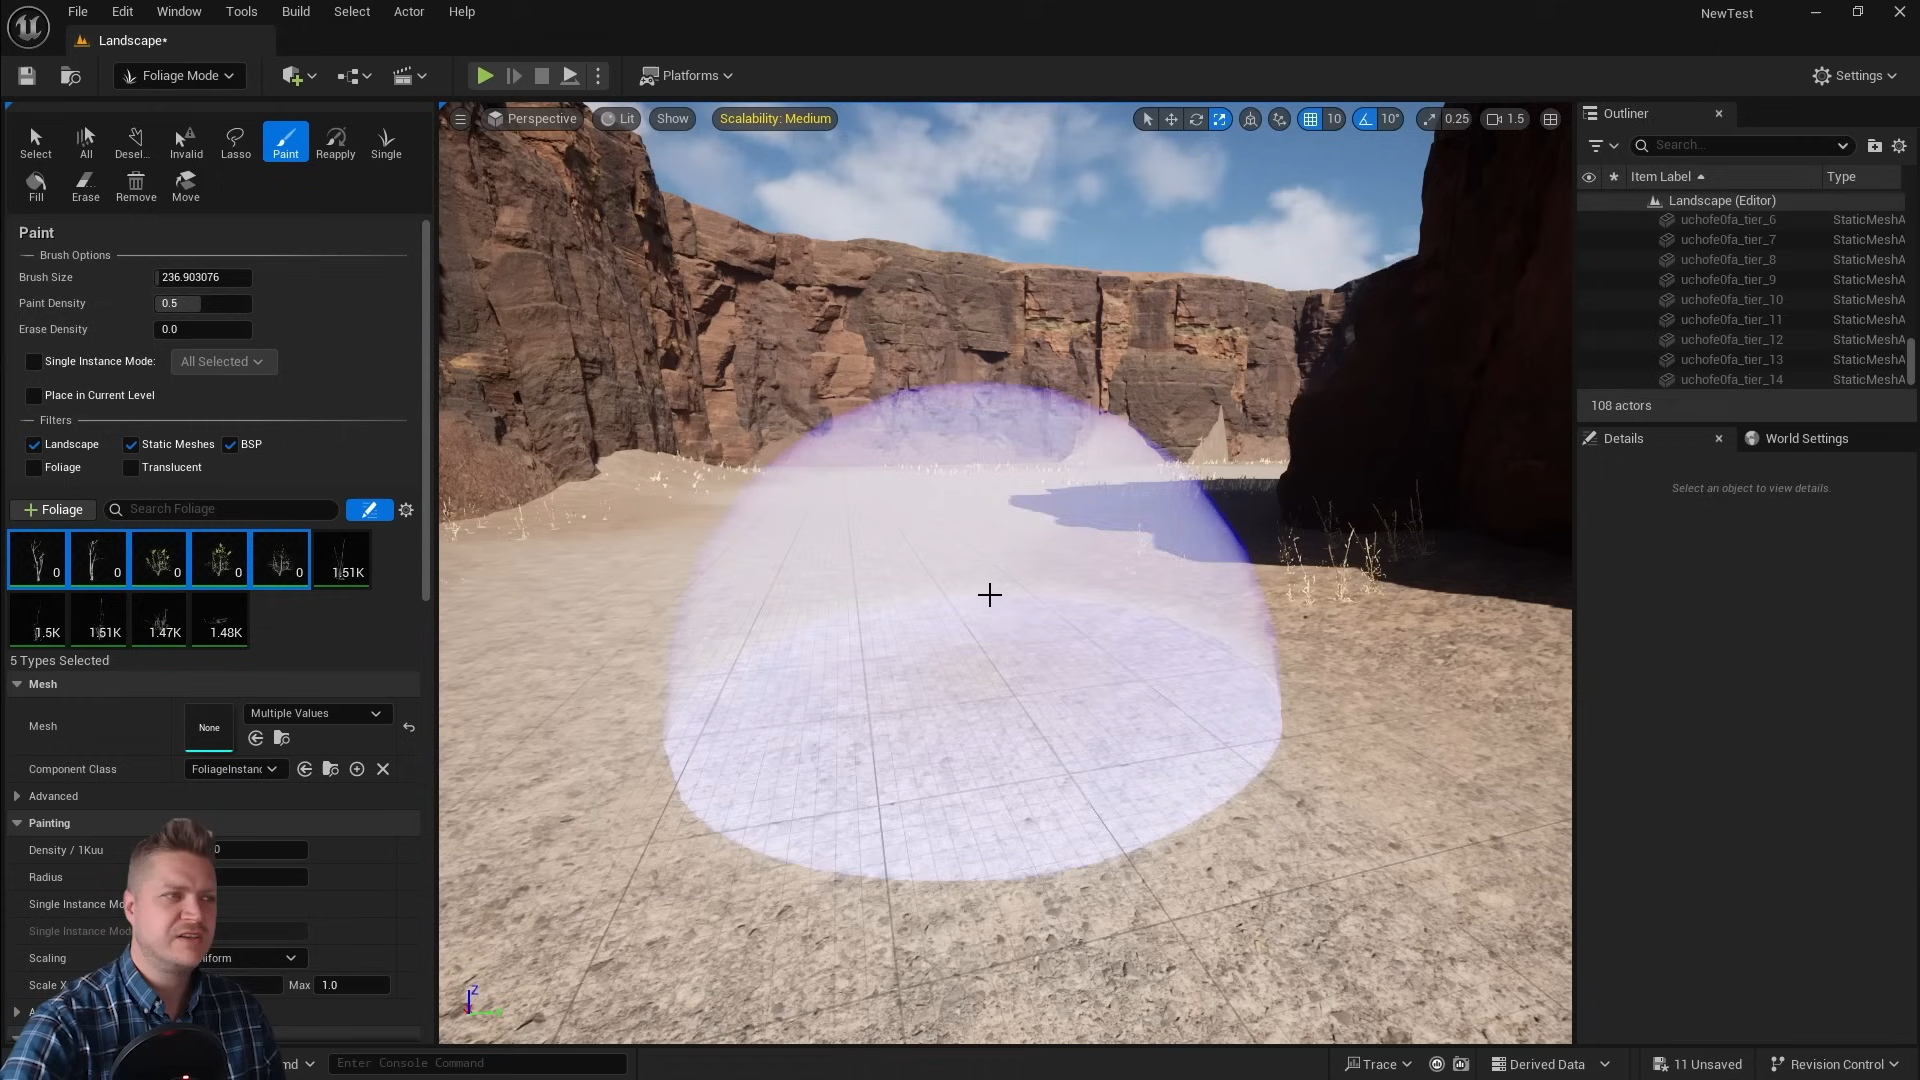 File Edit Window Tools Build Select Actor Help
NewTest
Landscape*
Foliage Mode
Platforms
Settings
Select All Desel... Invalid Lasso Paint Reapply Single
Fill Erase Remove Move
Paint
Brush Options
Brush Size 236.903076
Paint Density 0.5
Erase Density 0.0
Single Instance Mode: All Selected
Place in Current Level
Filters
Landscape Static Meshes BSP
Foliage Translucent
Foliage Search Foliage
0 0 0 0 0 1.51K
1.5K 1.51K 1.47K 1.48K
5 Types Selected
Mesh
Mesh None Multiple Values
Component Class FoliageInstanc
Advanced
Painting
Density / 1Kuu
Radius
Single Instance Mo
Single Instance Mod
Scaling niform
Scale X Max 1.0
md Enter Console Command
Perspective Lit Show Scalability: Medium
10 10° 0.25 1.5
Z
Outliner
Search...
Item Label Type
Landscape (Editor)
uchofe0fa_tier_6 StaticMeshA
uchofe0fa_tier_7 StaticMeshA
uchofe0fa_tier_8 StaticMeshA
uchofe0fa_tier_9 StaticMeshA
uchofe0fa_tier_10 StaticMeshA
uchofe0fa_tier_11 StaticMeshA
uchofe0fa_tier_12 StaticMeshA
uchofe0fa_tier_13 StaticMeshA
uchofe0fa_tier_14 StaticMeshA
108 actors
Details World Settings
Select an object to view details.
Trace Derived Data 11 Unsaved Revision Control